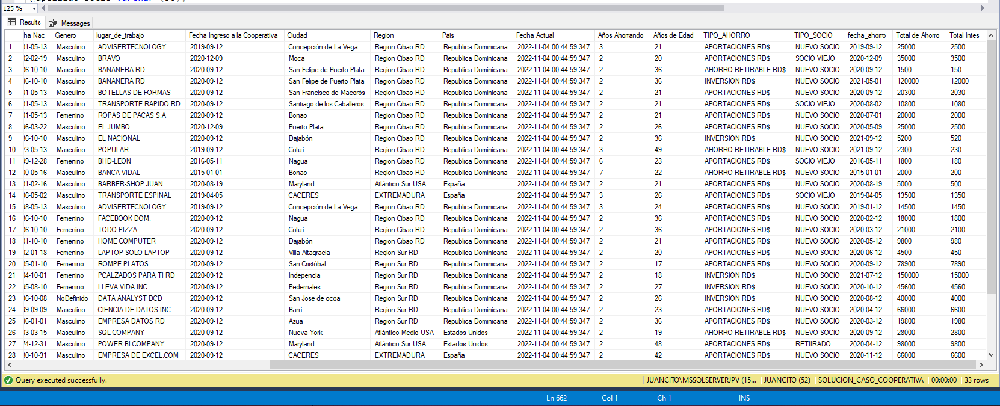 125 %
Results Messages
ha Nac Genero lugar_de_trabajo Fecha Ingreso a la Cooperativa Ciudad Region Pais Fecha Actual Años Ahorrando Años de Edad TIPO_AHORRO TIPO_SOCIO fecha_ahorro Total de Ahorro Total Intes
1 01-05-13 Masculino ADVISERTECNOLOGY 2019-09-12 Concepción de La Vega Region Cibao RD Republica Dominicana 2022-11-04 00:44:59.347 3 21 APORTACIONES RD$ NUEVO SOCIO 2019-09-12 25000 2500
2 02-02-19 Masculino BRAVO 2020-12-09 Moca Region Cibao RD Republica Dominicana 2022-11-04 00:44:59.347 2 20 APORTACIONES RD$ SOCIO VIEJO 2020-12-09 35000 3500
3 86-10-10 Masculino BANANERA RD 2020-09-12 San Felipe de Puerto Plata Region Cibao RD Republica Dominicana 2022-11-04 00:44:59.347 2 36 AHORRO RETIRABLE RD$ NUEVO SOCIO 2020-09-12 1500 150
4 86-10-10 Masculino BANANERA RD 2020-09-12 San Felipe de Puerto Plata Region Cibao RD Republica Dominicana 2022-11-04 00:44:59.347 2 36 INVERSION RD$ NUEVO SOCIO 2021-05-01 120000 12000
5 01-05-13 Masculino BOTELLAS DE FORMAS 2020-09-12 San Francisco de Macorós Region Cibao RD Republica Dominicana 2022-11-04 00:44:59.347 2 21 APORTACIONES RD$ NUEVO SOCIO 2020-09-12 20300 2030
6 01-05-13 Masculino TRANSPORTE RAPIDO RD 2020-09-12 Santiago de los Caballeros Region Cibao RD Republica Dominicana 2022-11-04 00:44:59.347 2 21 APORTACIONES RD$ SOCIO VIEJO 2020-08-02 10800 1080
7 01-05-13 Femenino ROPAS DE PACAS S.A 2020-09-12 Bonao Region Cibao RD Republica Dominicana 2022-11-04 00:44:59.347 2 21 APORTACIONES RD$ NUEVO SOCIO 2020-07-01 20000 2000
8 96-03-22 Masculino EL JUMBO 2020-12-09 Puerto Plata Region Cibao RD Republica Dominicana 2022-11-04 00:44:59.347 2 26 APORTACIONES RD$ NUEVO SOCIO 2020-05-09 25000 2500
9 86-10-10 Masculino EL NACIONAL 2020-09-12 Dajabón Region Cibao RD Republica Dominicana 2022-11-04 00:44:59.347 2 36 INVERSION RD$ NUEVO SOCIO 2021-09-12 5200 520
10 73-05-13 Masculino POPULAR 2019-09-12 Cotuí Region Cibao RD Republica Dominicana 2022-11-04 00:44:59.347 3 49 AHORRO RETIRABLE RD$ NUEVO SOCIO 2021-09-12 2300 230
11 99-12-28 Femenino BHD-LEON 2016-05-11 Nagua Region Cibao RD Republica Dominicana 2022-11-04 00:44:59.347 6 23 APORTACIONES RD$ SOCIO VIEJO 2016-05-11 1800 180
12 00-05-16 Masculino BANCA VIDAL 2015-01-01 Bonao Region Cibao RD Republica Dominicana 2022-11-04 00:44:59.347 7 22 AHORRO RETIRABLE RD$ NUEVO SOCIO 2015-01-01 2000 200
13 01-02-16 Masculino BARBER-SHOP JUAN 2020-08-19 Maryland Atlántico Sur USA España 2022-11-04 00:44:59.347 2 21 APORTACIONES RD$ NUEVO SOCIO 2020-08-19 5000 500
14 96-05-02 Masculino TRANSPORTE ESPINAL 2019-04-05 CACERES EXTREMADURA España 2022-11-04 00:44:59.347 3 26 APORTACIONES RD$ SOCIO VIEJO 2019-04-05 13500 1350
15 98-05-13 Masculino ADVISERTECNOLOGY 2019-09-12 Concepción de La Vega Region Cibao RD Republica Dominicana 2022-11-04 00:44:59.347 3 24 APORTACIONES RD$ NUEVO SOCIO 2019-01-12 14500 1450
16 86-10-10 Femenino FACEBOOK DOM. 2020-09-12 Nagua Region Cibao RD Republica Dominicana 2022-11-04 00:44:59.347 2 36 APORTACIONES RD$ NUEVO SOCIO 2020-02-12 18000 1800
17 86-10-10 Femenino TODO PIZZA 2020-09-12 Cotuí Region Cibao RD Republica Dominicana 2022-11-04 00:44:59.347 2 36 APORTACIONES RD$ NUEVO SOCIO 2020-03-12 21000 2100
18 01-10-10 Femenino HOME COMPUTER 2020-09-12 Dajabón Region Cibao RD Republica Dominicana 2022-11-04 00:44:59.347 2 21 APORTACIONES RD$ NUEVO SOCIO 2020-05-12 9800 980
19 02-01-18 Femenino LAPTOP SOLO LAPTOP 2020-09-12 Villa Altagracia Region Sur RD Republica Dominicana 2022-11-04 00:44:59.347 2 20 APORTACIONES RD$ NUEVO SOCIO 2020-06-12 4500 450
20 05-01-10 Femenino ROMPE PLATOS 2020-09-12 San Cristóbal Region Sur RD Republica Dominicana 2022-11-04 00:44:59.347 2 17 APORTACIONES RD$ NUEVO SOCIO 2020-09-12 78900 7890
21 04-10-01 Femenino PCALZADOS PARA TI RD 2020-09-12 Indepencia Region Sur RD Republica Dominicana 2022-11-04 00:44:59.347 2 18 INVERSION RD$ NUEVO SOCIO 2021-07-12 150000 15000
22 95-08-10 Femenino LLEVA VIDA INC 2020-09-12 Pedernales Region Sur RD Republica Dominicana 2022-11-04 00:44:59.347 2 27 INVERSION RD$ NUEVO SOCIO 2020-10-12 45600 4560
23 96-10-08 NoDefinido DATA ANALYST DCD 2020-09-12 San Jose de ocoa Region Sur RD Republica Dominicana 2022-11-04 00:44:59.347 2 26 INVERSION RD$ NUEVO SOCIO 2020-08-12 40000 4000
24 99-09-09 Masculino CIENCIA DE DATOS INC 2020-09-12 Baní Region Sur RD Republica Dominicana 2022-11-04 00:44:59.347 2 23 APORTACIONES RD$ NUEVO SOCIO 2020-04-12 66000 6600
25 86-01-01 Masculino EMPRESA DATOS RD 2020-09-12 Azua Region Sur RD Republica Dominicana 2022-11-04 00:44:59.347 2 36 APORTACIONES RD$ NUEVO SOCIO 2020-03-12 19800 1980
26 03-03-15 Masculino SQL COMPANY 2020-09-12 Nueva York Atlántico Medio USA Estados Unidos 2022-11-04 00:44:59.347 2 19 AHORRO RETIRABLE RD$ NUEVO SOCIO 2020-09-12 28000 2800
27 74-12-31 Masculino POWER BI COMPANY 2020-09-12 Maryland Atlántico Sur USA Estados Unidos 2022-11-04 00:44:59.347 2 48 APORTACIONES RD$ RETIIRADO 2020-04-12 98000 9800
28 80-10-31 Masculino EMPRESA DE EXCEL.COM 2020-09-12 CACERES EXTREMADURA España 2022-11-04 00:44:59.347 2 42 APORTACIONES RD$ NUEVO SOCIO 2020-11-12 66000 6600
Query executed successfully. JUANCITO\MSSQLSERVERJPV (15... JUANCITO (52) SOLUCION_CASO_COOPERATIVA 00:00:00 33 rows
Ln 662 Col 1 Ch 1 INS